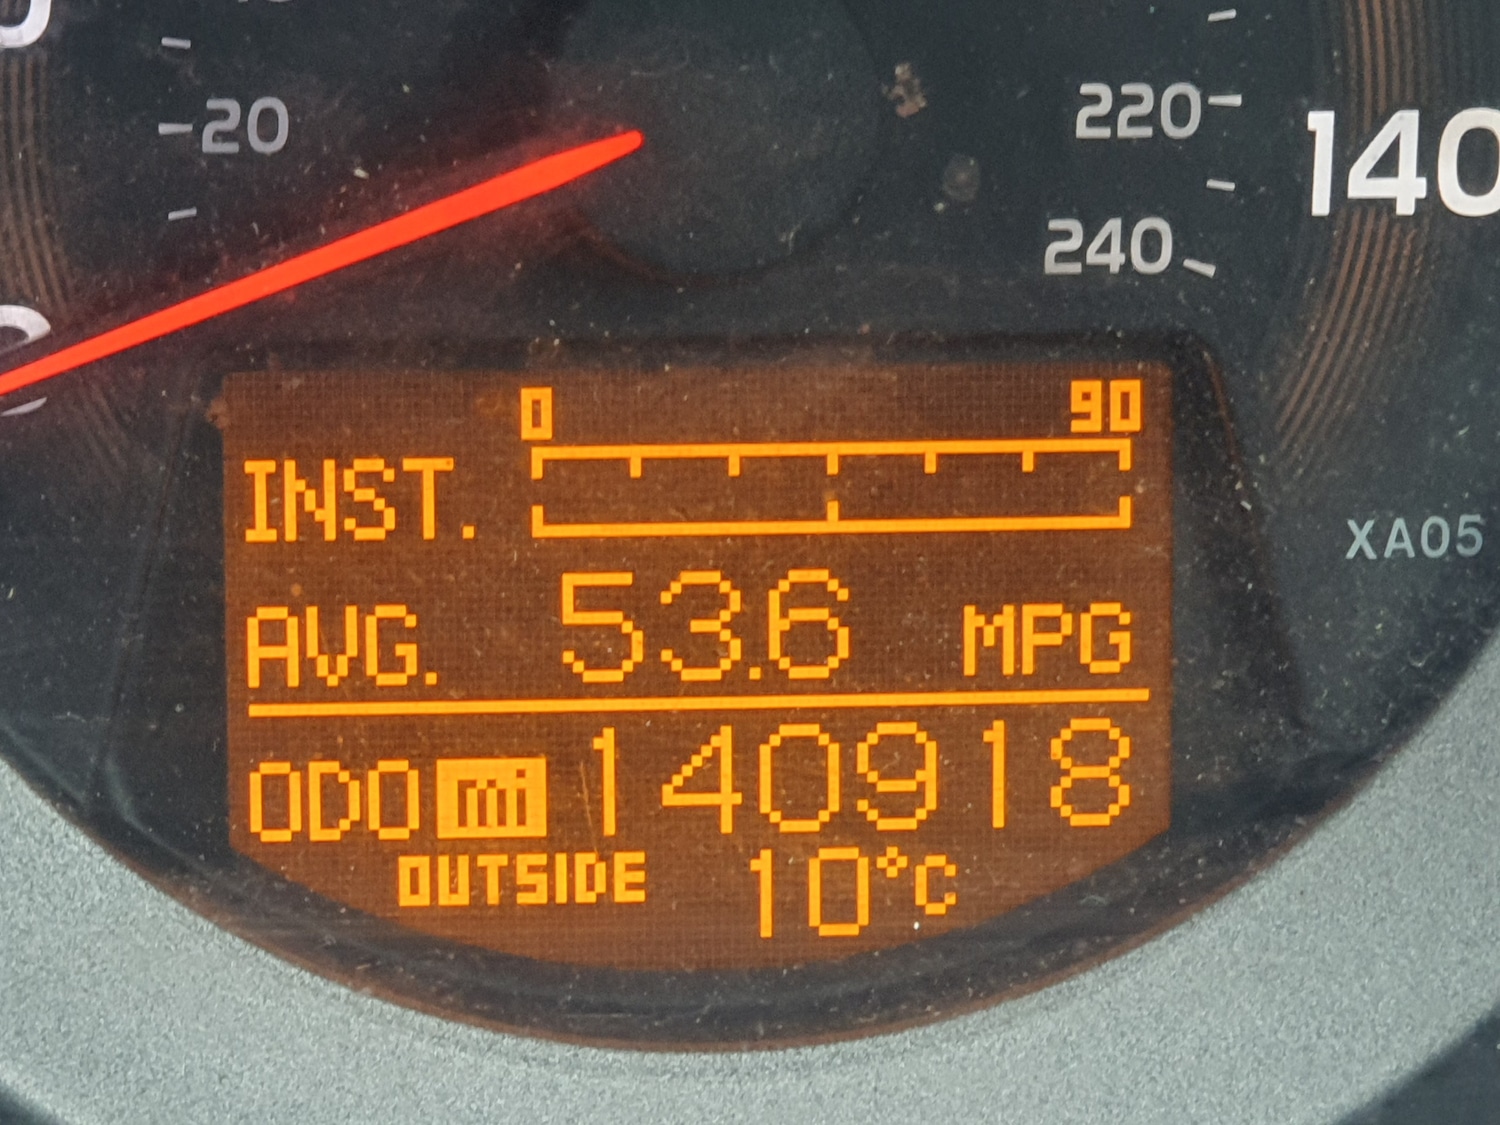 20
220
140
240
0 90
INST.
XA05
AVG. 53.6 MPG
ODO mi 140918
OUTSIDE 10°C